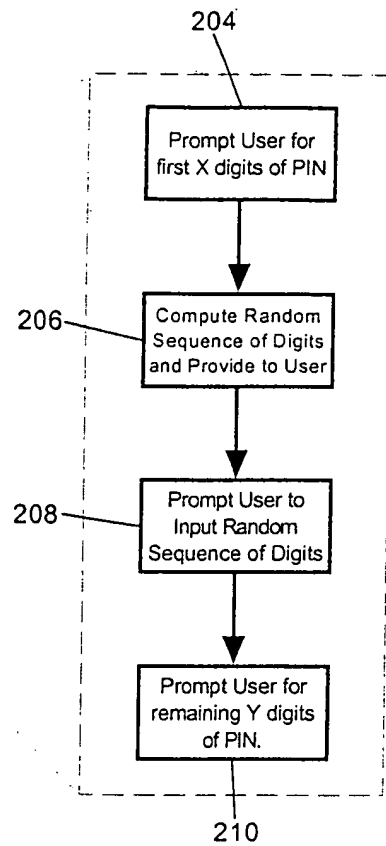 204
Prompt User for
first X digits of PIN
206
Compute Random
Sequence of Digits
and Provide to User
208
Prompt User to
Input Random
Sequence of Digits
Prompt User for
remaining Y digits
of PIN.
210